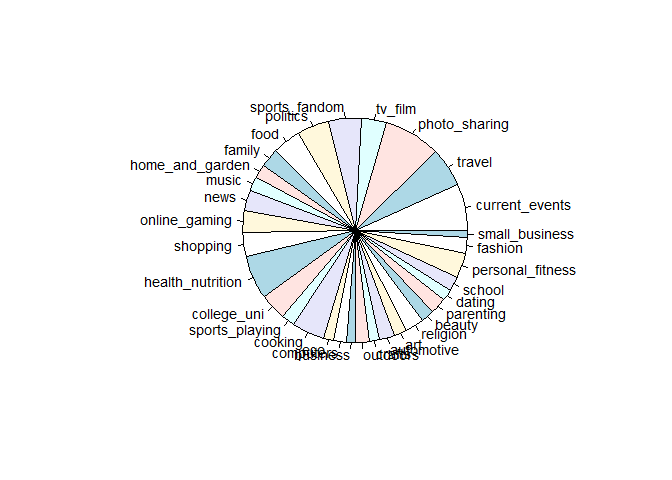 sports_fandom
tv_film
politics
photo_sharing
food
family
travel
home_and_garden
music
news
current_events
online_gaming
small_business
shopping
fashion
personal_fitness
health_nutrition
school
dating
college_uni
parenting
sports_playing
beauty
religion
cooking
art
computers
automotive
business
outdoors